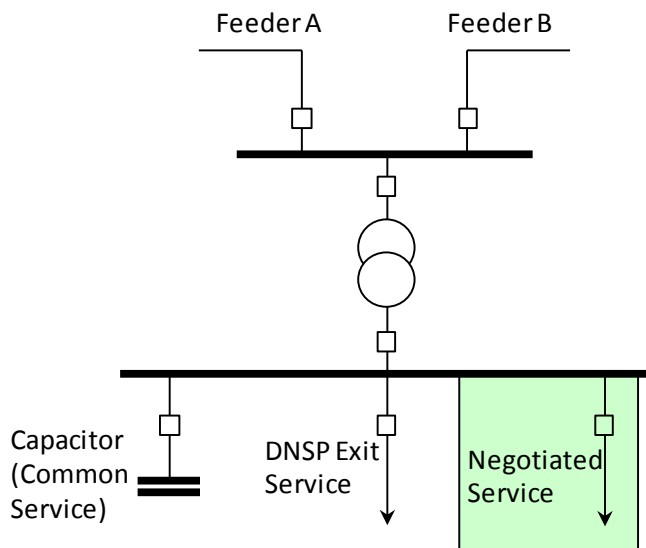 Feeder A
Feeder B
Capacitor
(Common
Service)
DNSP Exit
Service
Negotiated
Service